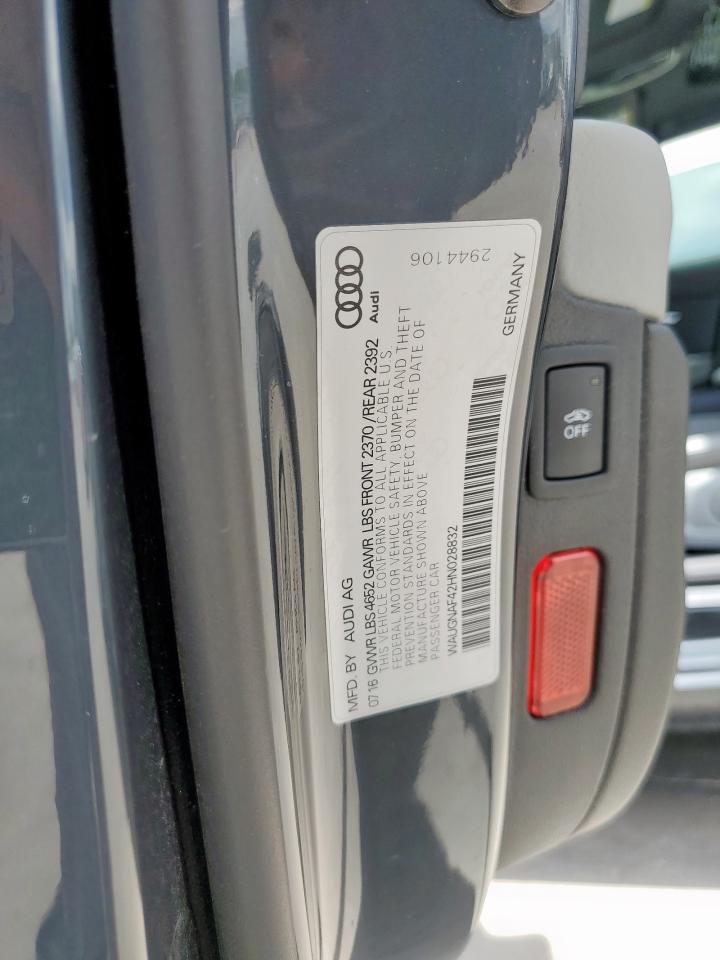 Audi
2944106
MFD. BY AUDI AG
07 16 GVWR LBS 4652 GAWR LBS FRONT 2370 / REAR 2392
THIS VEHICLE CONFORMS TO ALL APPLICABLE U.S.
FEDERAL MOTOR VEHICLE SAFETY, BUMPER AND THEFT
PREVENTION STANDARDS IN EFFECT ON THE DATE OF
MANUFACTURE SHOWN ABOVE
PASSENGER CAR
WAUGNAF42HN028832
GERMANY
OFF